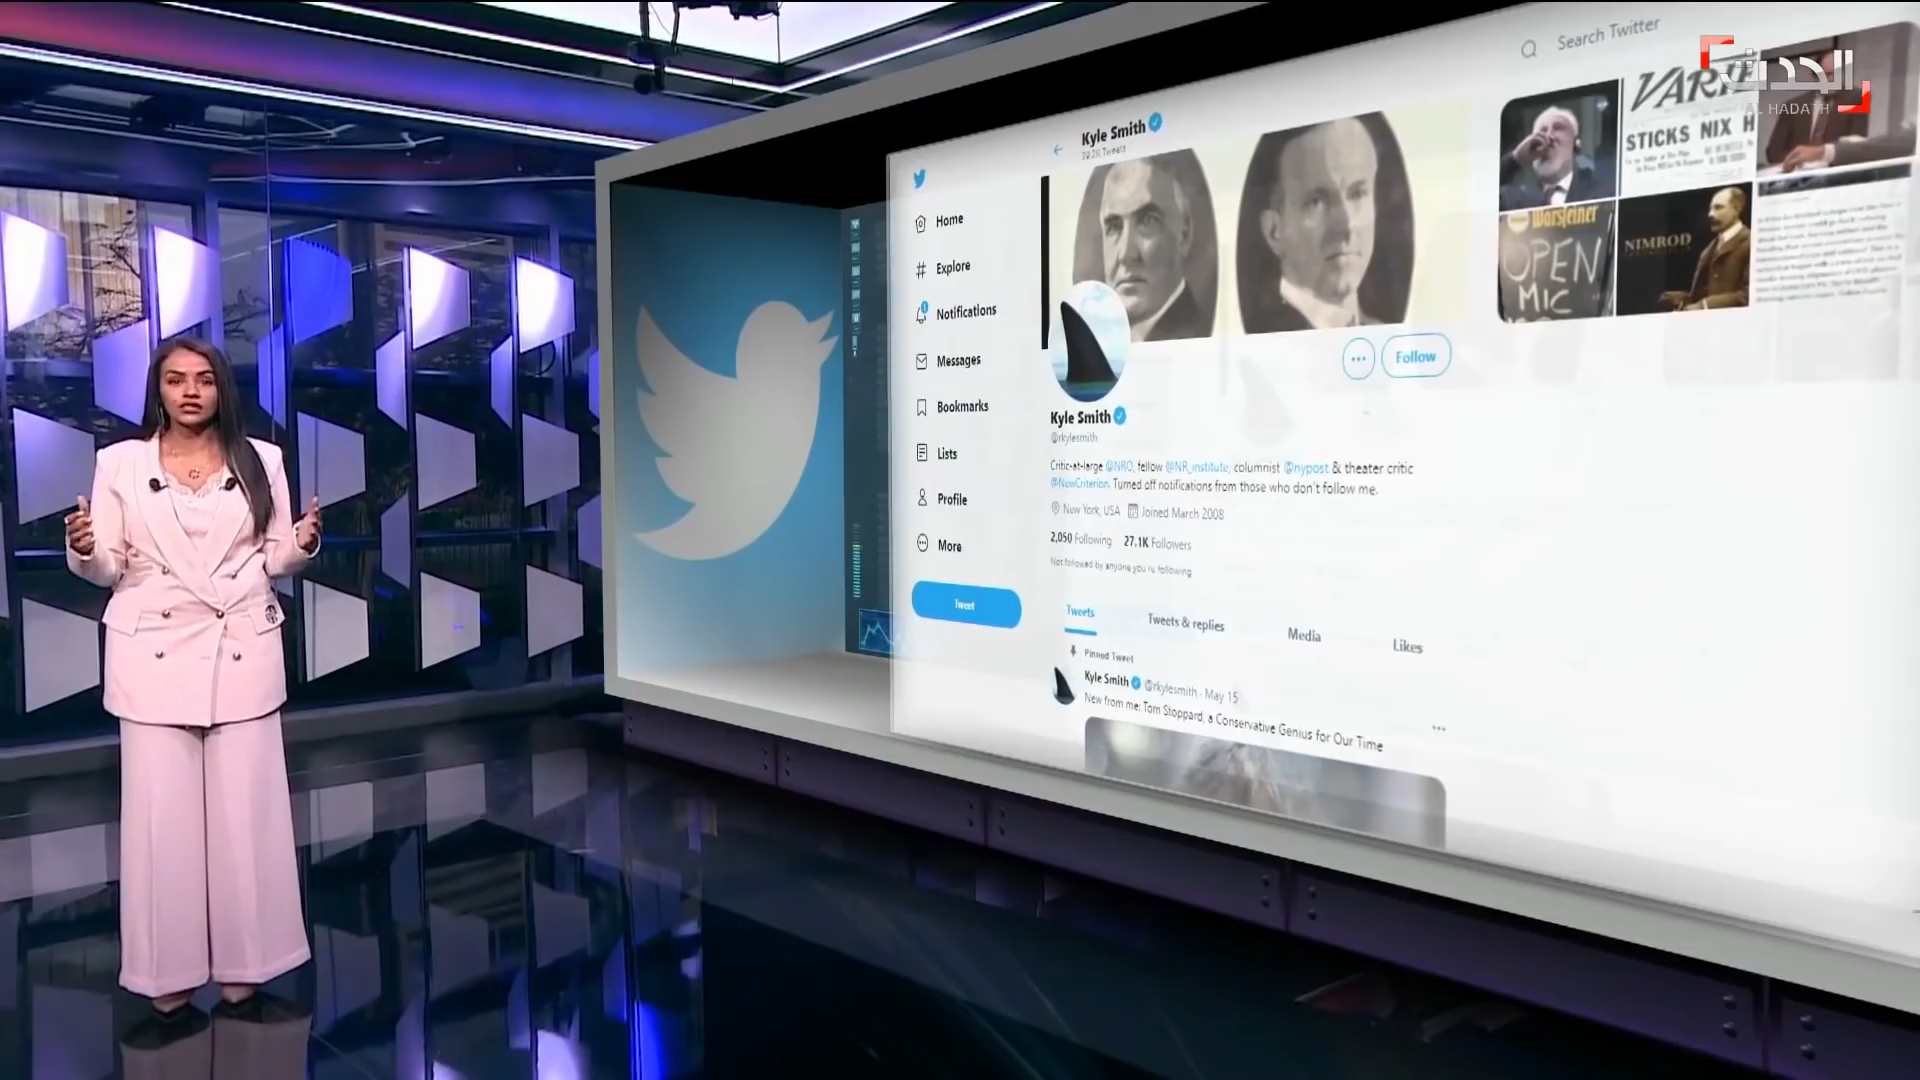 Search Twitter
الحدث
AL HADATH
Kyle Smith
39.2K Tweets
Home
Explore
Notifications
1
Messages
Bookmarks
Lists
Profile
More
Tweet
VARIE
STICKS NIX H
Warsteiner
OPEN
MIC
NIMROD
Follow
Kyle Smith
@rkylesmith
Critic-at-large @NRO, fellow @NR_institute, columnist @nypost & theater critic
@NewCriterion. Turned off notifications from those who don't follow me.
New York, USA Joined March 2008
2,050 Following 27.1K Followers
Not followed by anyone you're following
Tweets Tweets & replies Media Likes
Pinned Tweet
Kyle Smith @rkylesmith · May 15
New from me: Tom Stoppard, a Conservative Genius for Our Time